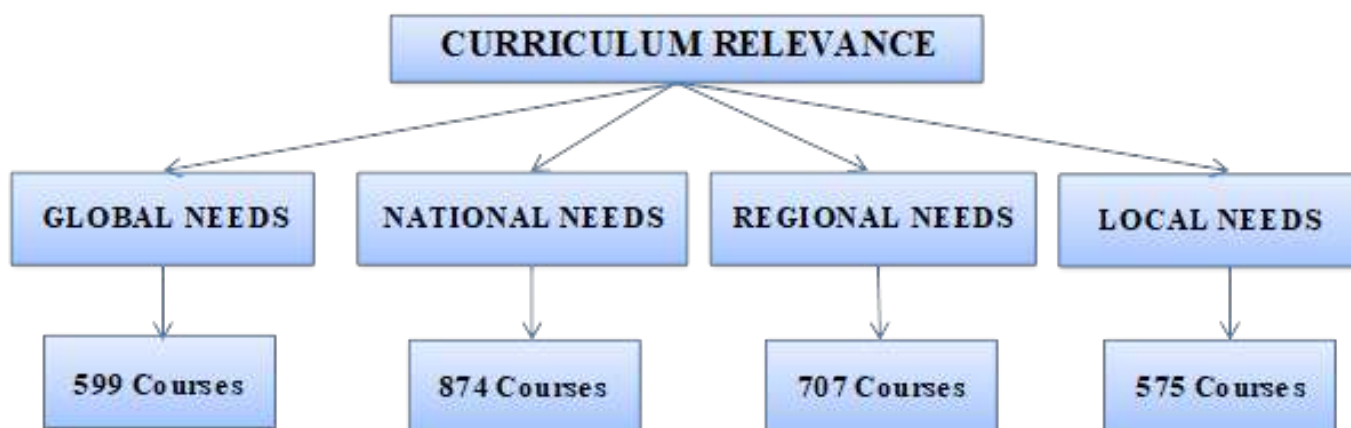 CURRICULUM RELEVANCE
GLOBAL NEEDS
NATIONAL NEEDS
REGIONAL NEEDS
LOCAL NEEDS
599 Courses
874 Courses
707 Courses
575 Courses